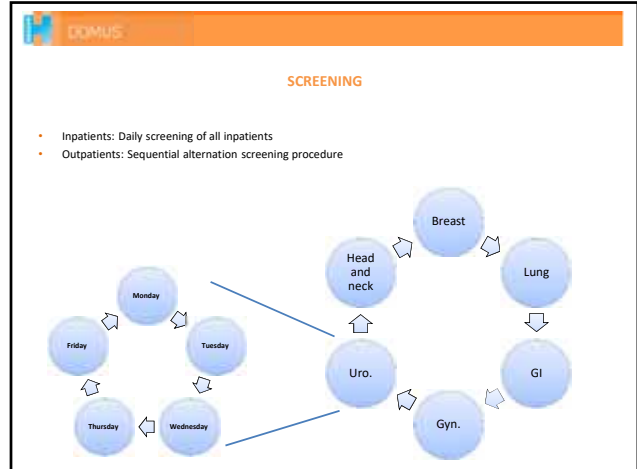 DOMUS
SCREENING
• Inpatients: Daily screening of all inpatients
• Outpatients: Sequential alternation screening procedure
Monday
Tuesday
Wednesday
Thursday
Friday
Breast
Lung
GI
Gyn.
Uro.
Head
and
neck